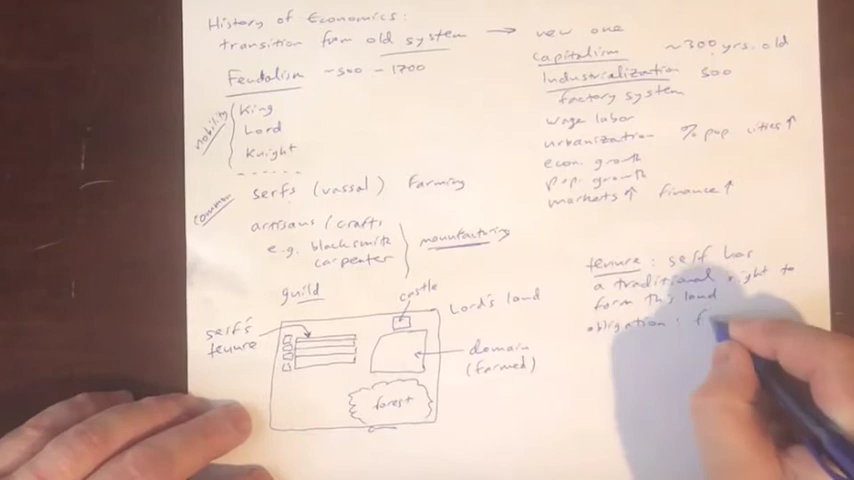 History of Economics:
transition from old system → new one
Feudalism ~500 - 1700
nobility
King
Lord
Knight
common
serfs (vassal) Farming
artisans / crafts
e.g. blacksmith
carpenter
manufacturing
guild
castle
Lord's land
serf's
tenure
domain
(farmed)
forest
Capitalism ~300 yrs. old
Industrialization 300
factory system
wage labor
urbanization % pop cities ↑
econ. growth
pop. growth
markets ↑ finance ↑
tenure: serf has
a traditional right to
farm this land
obligation: f